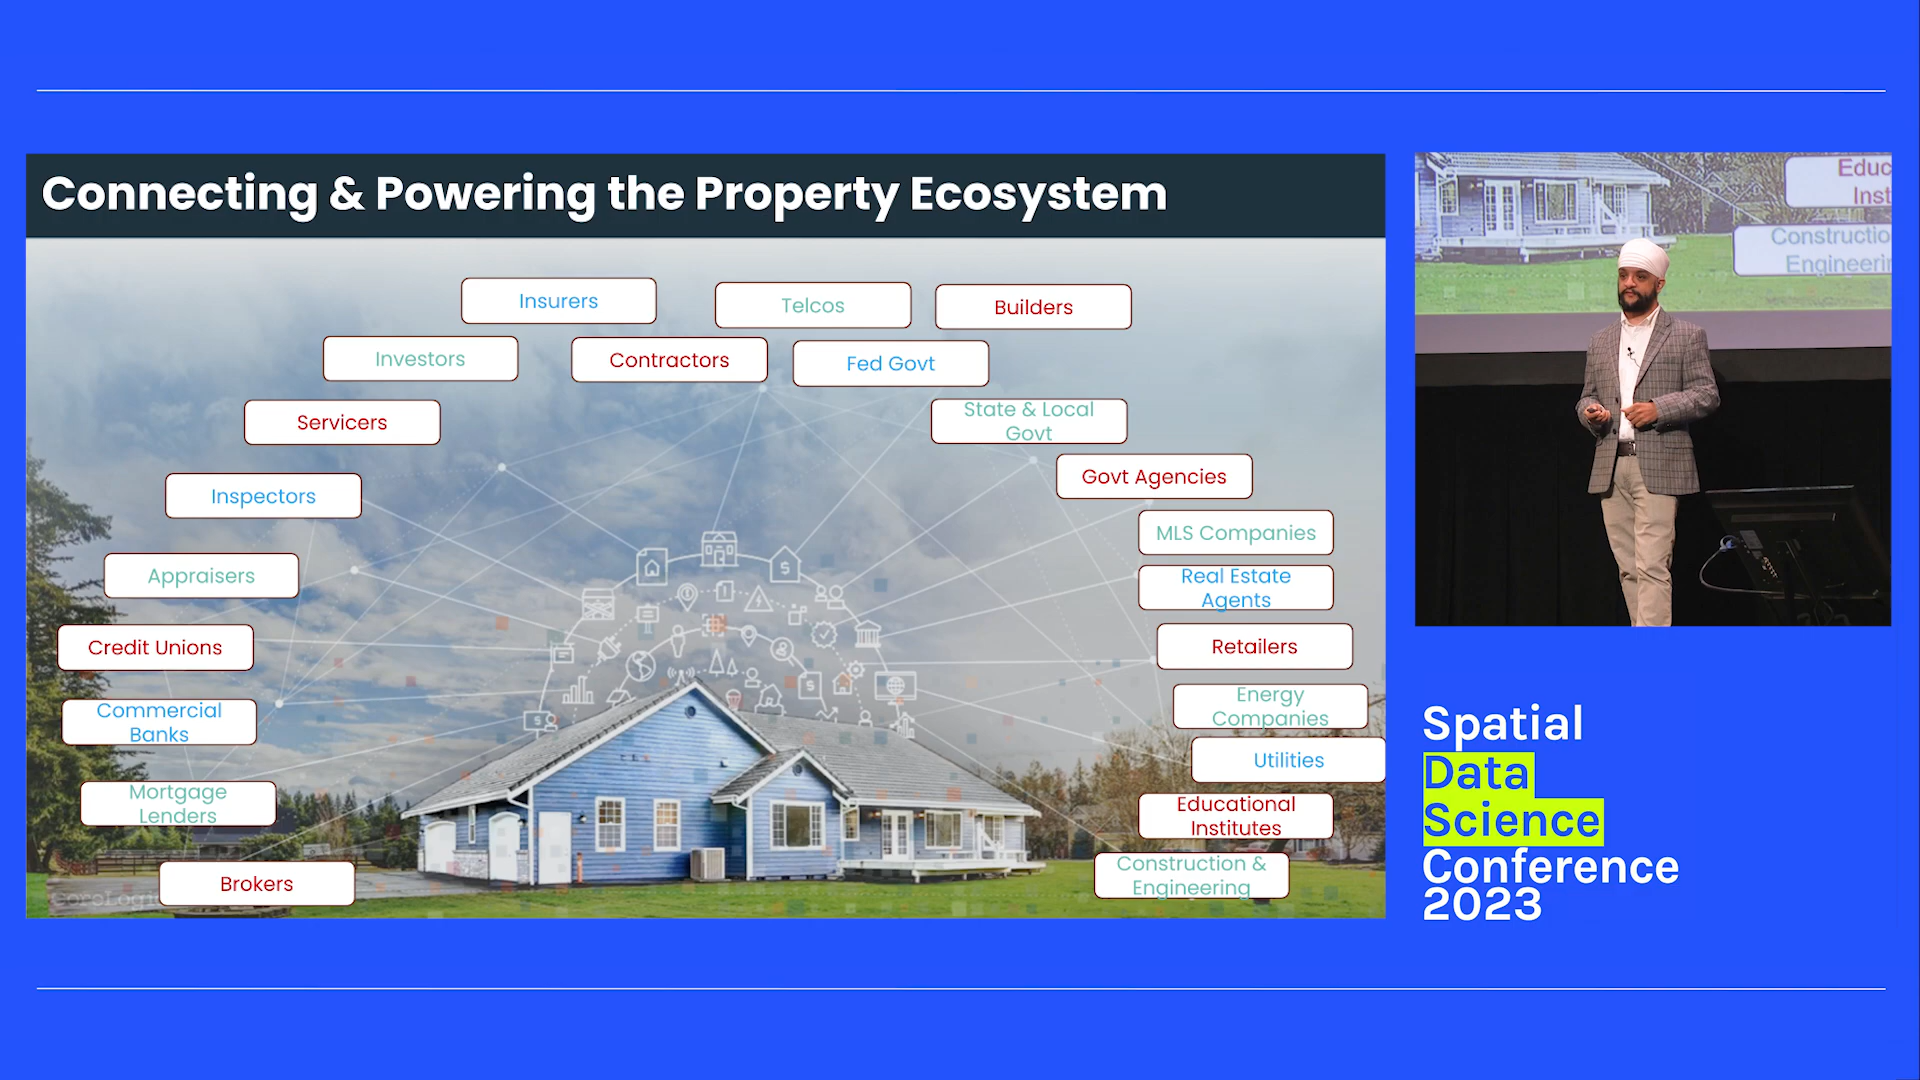 Connecting & Powering the Property Ecosystem
Insurers
Telcos
Builders
Investors
Contractors
Fed Govt
Servicers
State & Local
Govt
Inspectors
Govt Agencies
MLS Companies
Appraisers
Real Estate
Agents
Credit Unions
Retailers
Commercial
Banks
Energy
Companies
Utilities
Mortgage
Lenders
Educational
Institutes
Brokers
Construction &
Engineering
Educ
Inst
Constructio
Engineerin
Spatial
Data
Science
Conference
2023